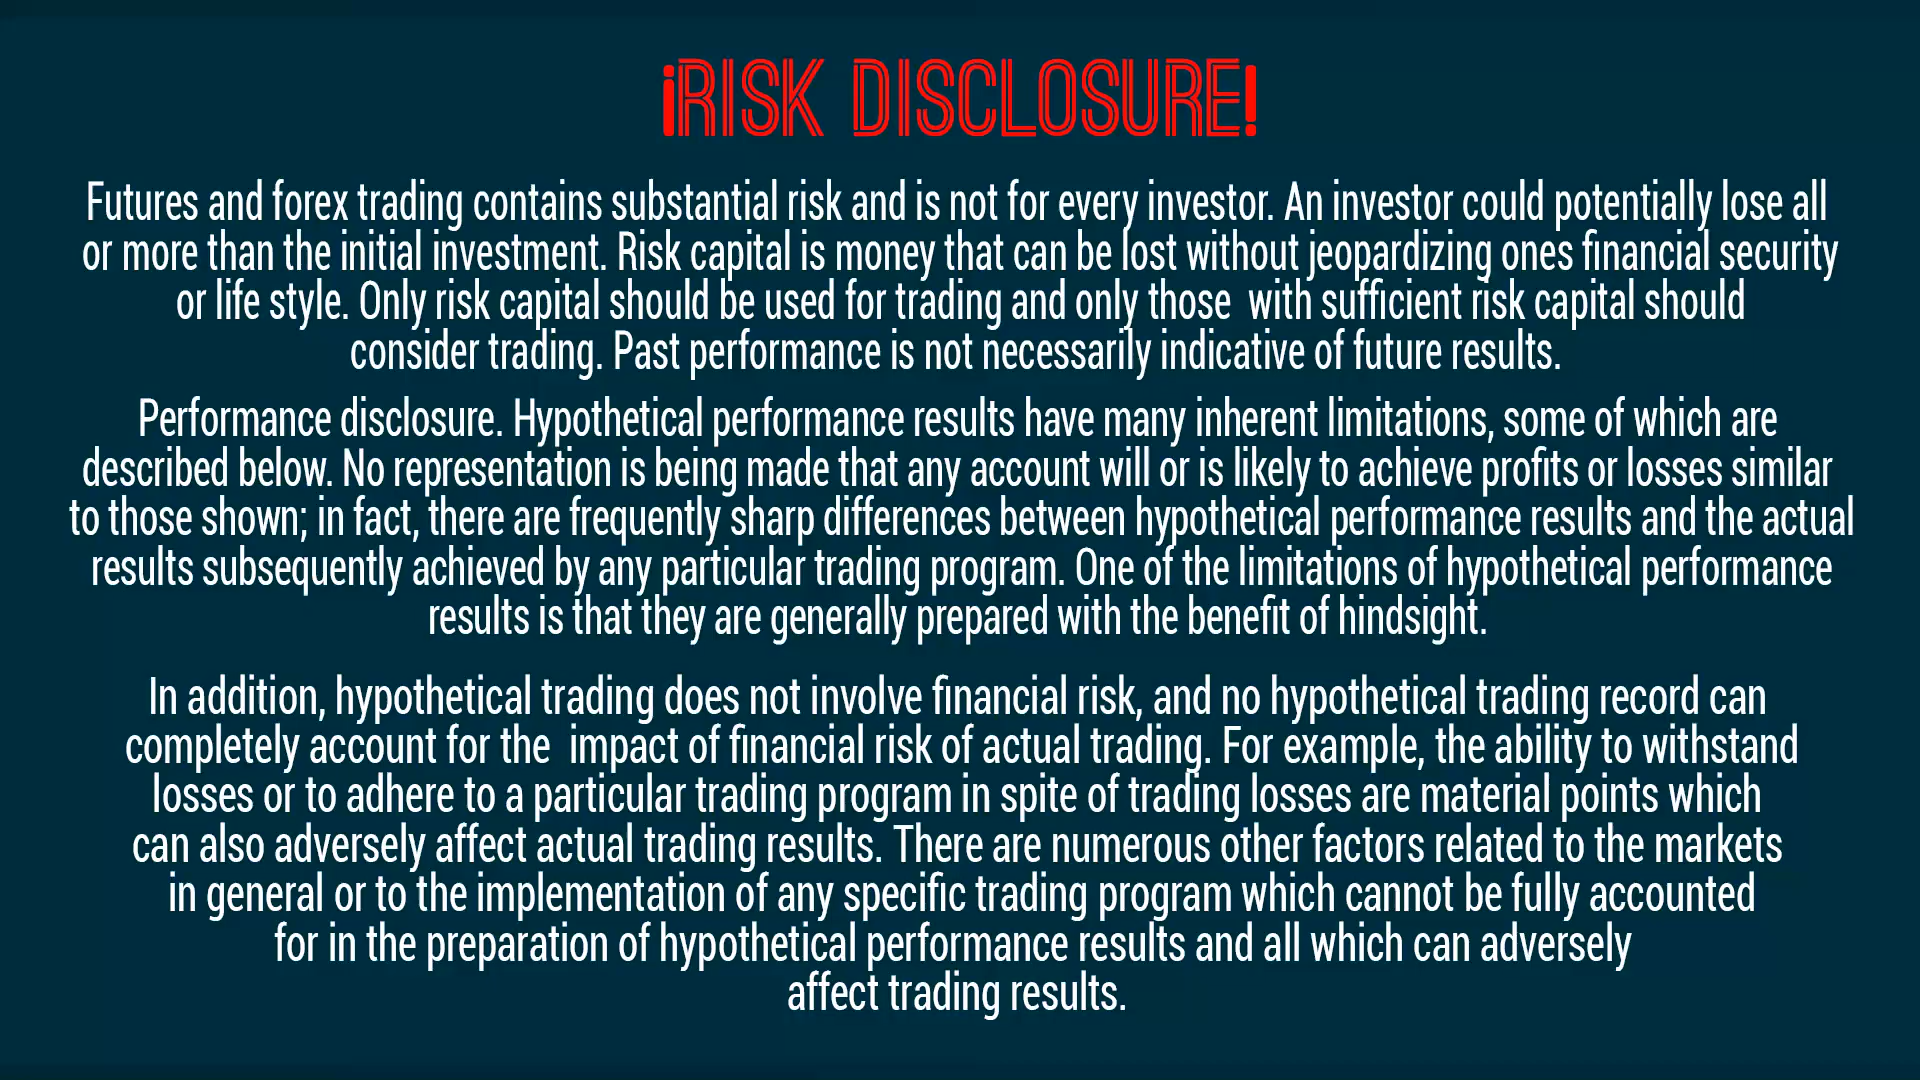 ¡RISK DISCLOSURE!
Futures and forex trading contains substantial risk and is not for every investor. An investor could potentially lose all
or more than the initial investment. Risk capital is money that can be lost without jeopardizing ones financial security
or life style. Only risk capital should be used for trading and only those with sufficient risk capital should
consider trading. Past performance is not necessarily indicative of future results.
Performance disclosure. Hypothetical performance results have many inherent limitations, some of which are
described below. No representation is being made that any account will or is likely to achieve profits or losses similar
to those shown; in fact, there are frequently sharp differences between hypothetical performance results and the actual
results subsequently achieved by any particular trading program. One of the limitations of hypothetical performance
results is that they are generally prepared with the benefit of hindsight.
In addition, hypothetical trading does not involve financial risk, and no hypothetical trading record can
completely account for the impact of financial risk of actual trading. For example, the ability to withstand
losses or to adhere to a particular trading program in spite of trading losses are material points which
can also adversely affect actual trading results. There are numerous other factors related to the markets
in general or to the implementation of any specific trading program which cannot be fully accounted
for in the preparation of hypothetical performance results and all which can adversely
affect trading results.